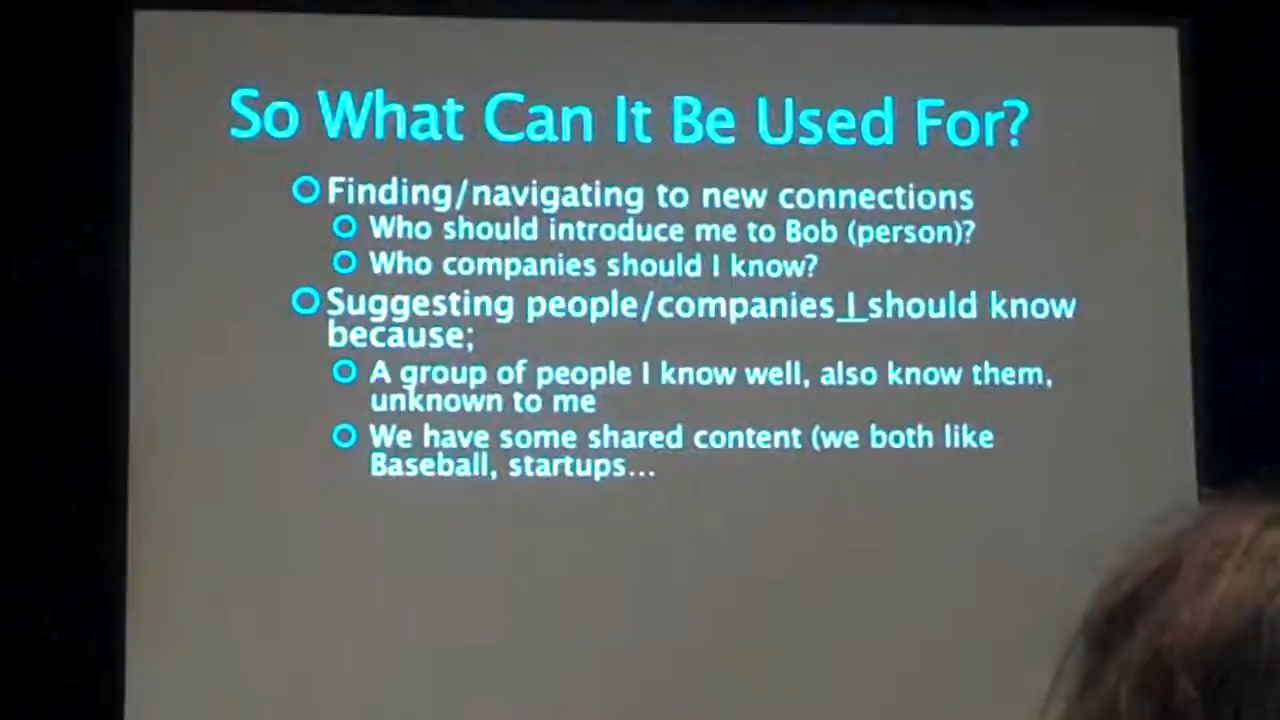 So What Can It Be Used For?
Finding/navigating to new connections
Who should introduce me to Bob (person)?
Who companies should I know?
Suggesting people/companies I should know
because;
A group of people I know well, also know them,
unknown to me
We have some shared content (we both like
Baseball, startups...